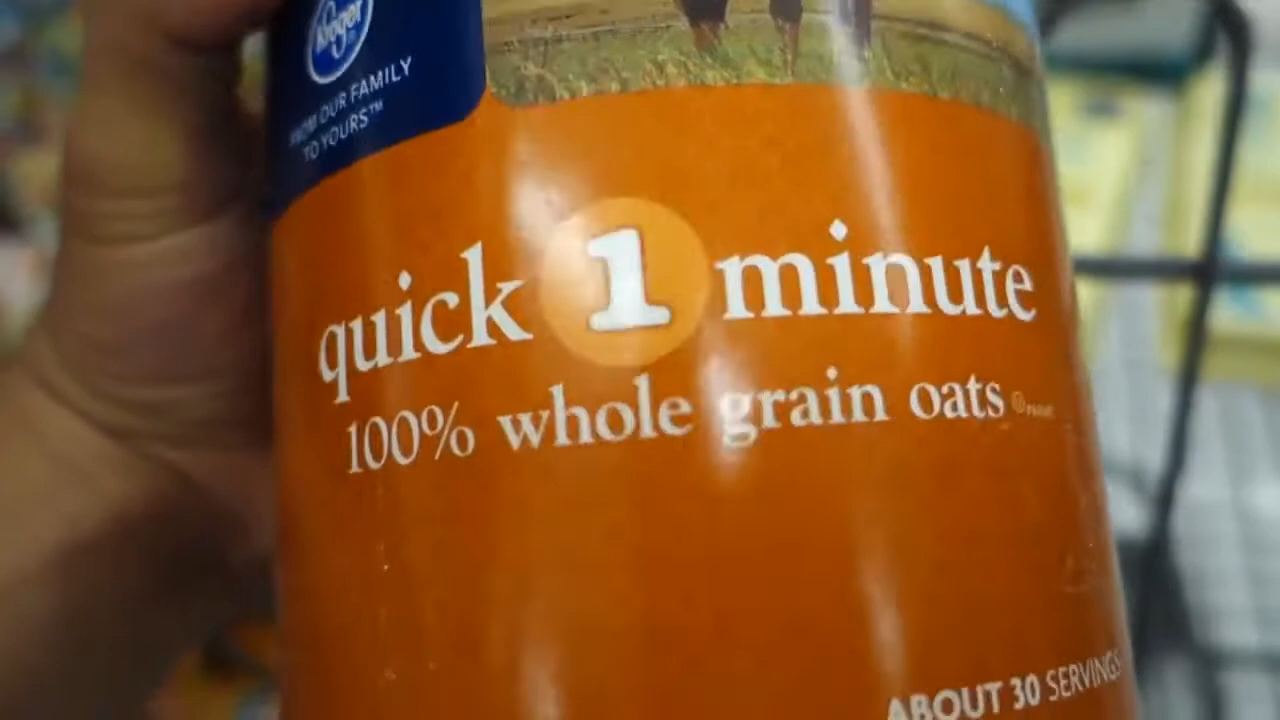 Kroger
FROM OUR FAMILY
TO YOURS™
quick 1 minute
100% whole grain oats
ABOUT 30 SERVINGS